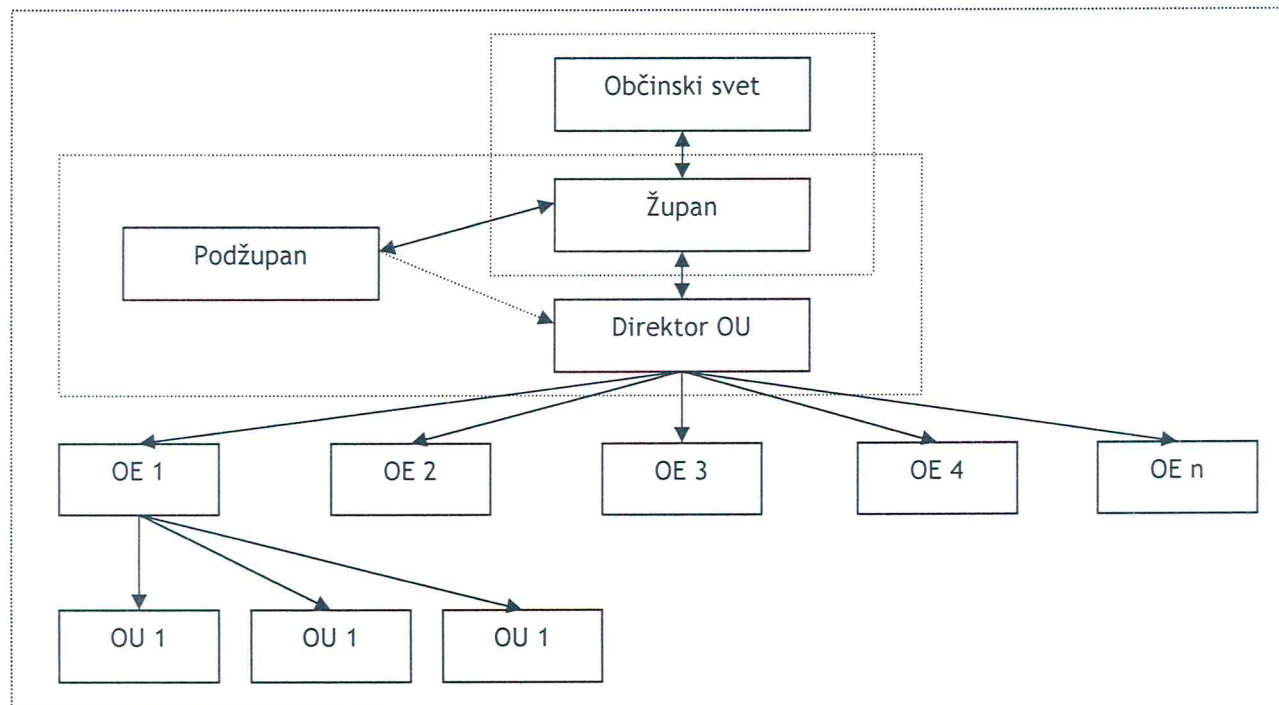 Občinski svet
Župan
Podžupan
Direktor OU
OE 1
OE 2
OE 3
OE 4
OE n
OU 1
OU 1
OU 1